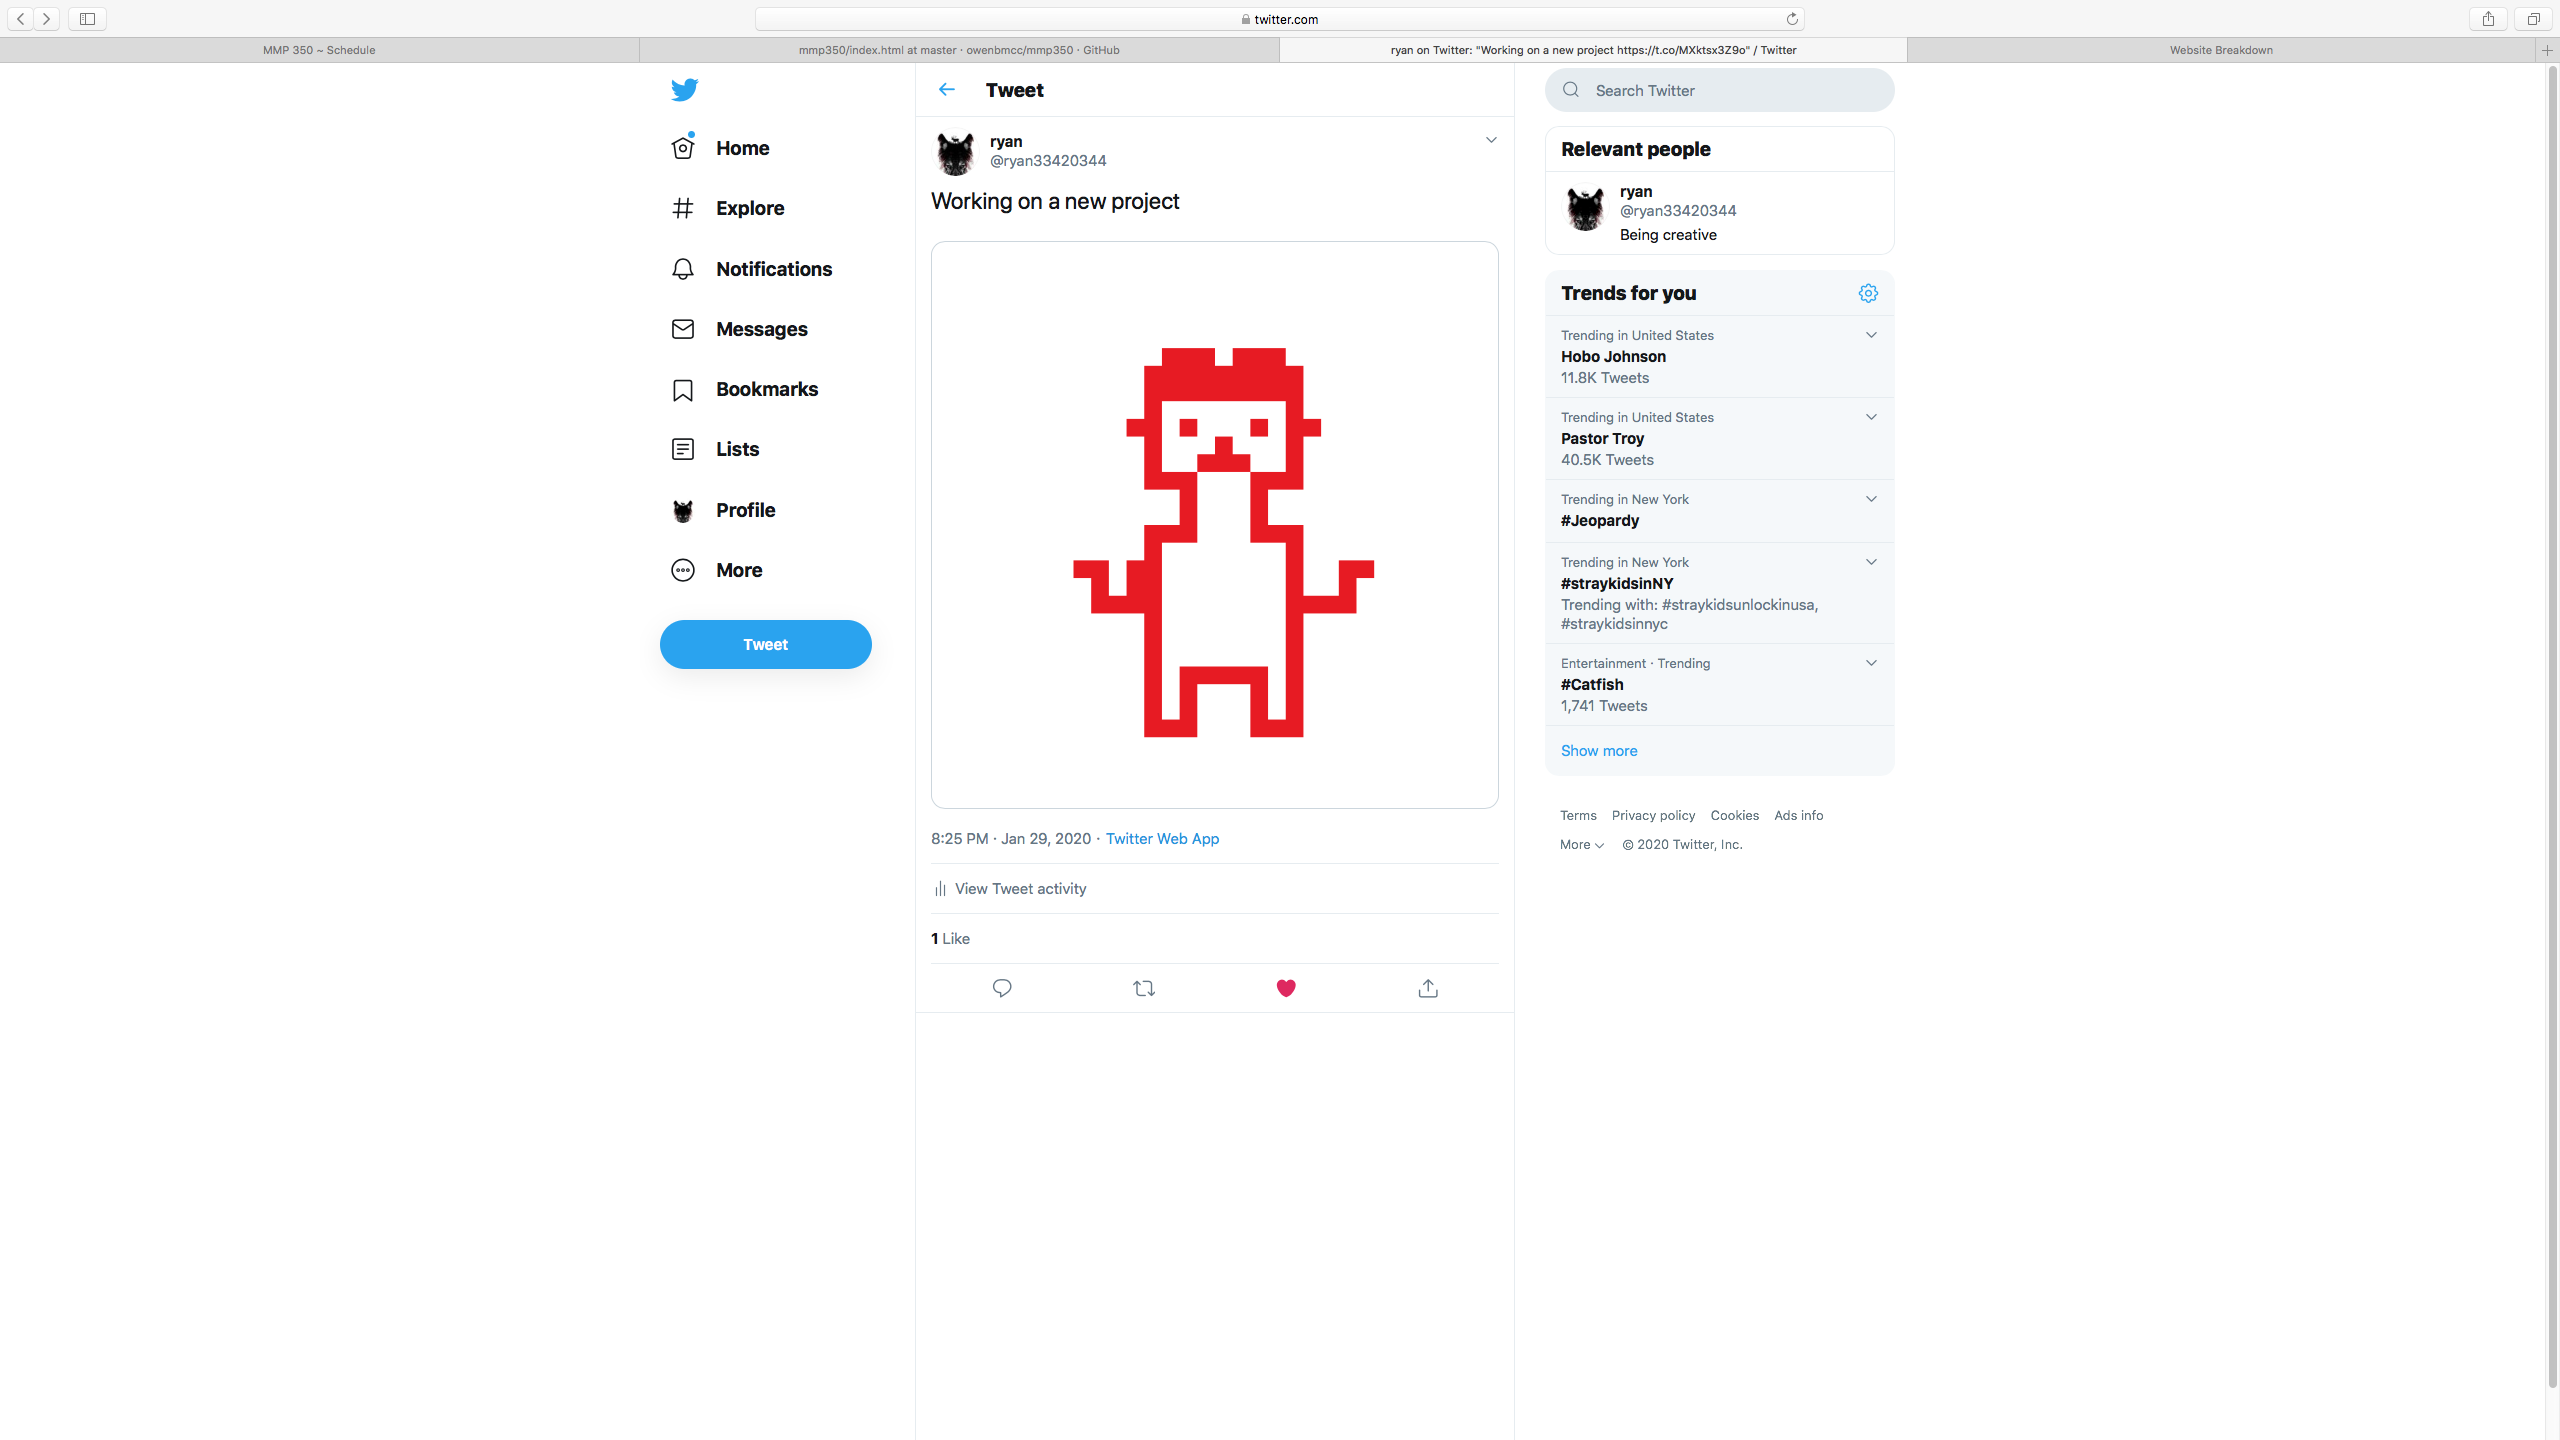 twitter.com
MMP 350 ~ Schedule
mmp350/index.html at master · owenbmcc/mmp350 · GitHub
ryan on Twitter: "Working on a new project https://t.co/MXktsx3Z9o" / Twitter
Website Breakdown
Home
Explore
Notifications
Messages
Bookmarks
Lists
Profile
More
Tweet
Tweet
ryan
@ryan33420344
Working on a new project
8:25 PM · Jan 29, 2020 · Twitter Web App
View Tweet activity
1 Like
Search Twitter
Relevant people
ryan
@ryan33420344
Being creative
Trends for you
Trending in United States
Hobo Johnson
11.8K Tweets
Trending in United States
Pastor Troy
40.5K Tweets
Trending in New York
#Jeopardy
Trending in New York
#straykidsinNY
Trending with: #straykidsunlockinusa,
#straykidsinnyc
Entertainment · Trending
#Catfish
1,741 Tweets
Show more
Terms Privacy policy Cookies Ads info
More © 2020 Twitter, Inc.